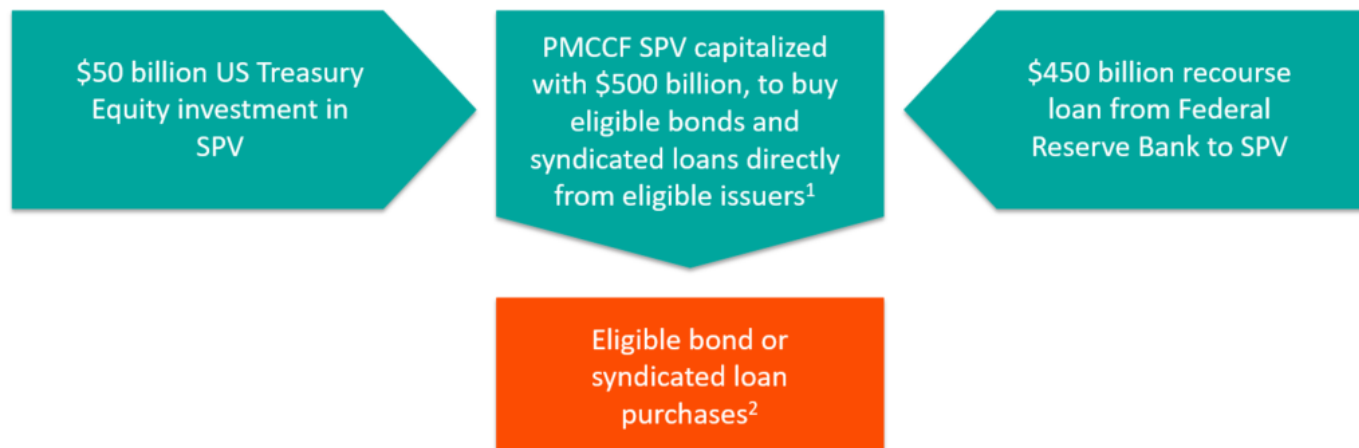 $50 billion US Treasury
Equity investment in
SPV
PMCCF SPV capitalized
with $500 billion, to buy
eligible bonds and
syndicated loans directly
from eligible issuers¹
$450 billion recourse
loan from Federal
Reserve Bank to SPV
Eligible bond or
syndicated loan
purchases²